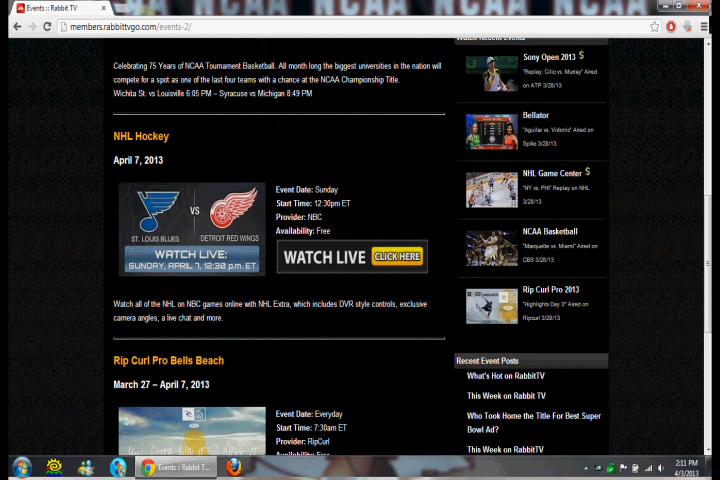 Events :: Rabbit TV
members.rabbittvgo.com/events-2/
Celebrating 75 Years of NCAA Tournament Basketball. All month long the biggest universities in the nation will
compete for a spot as one of the last four teams with a chance at the NCAA Championship Title.
Wichita St. vs Louisville 6:05 PM – Syracuse vs Michigan 8:49 PM
NHL Hockey
April 7, 2013
ST. LOUIS BLUES
VS
DETROIT RED WINGS
WATCH LIVE:
SUNDAY, APRIL 7, 12:30 P.M. ET
Event Date: Sunday
Start Time: 12:30pm ET
Provider: NBC
Availability: Free
WATCH LIVE CLICK HERE
Watch all of the NHL on NBC games online with NHL Extra, which includes DVR style controls, exclusive
camera angles, a live chat and more.
Rip Curl Pro Bells Beach
March 27 – April 7, 2013
Event Date: Everyday
Start Time: 7:30am ET
Provider: RipCurl
Availability: Free
Watch Recent Events
Sony Open 2013 $
"Replay: Cilic vs. Murray" Aired
on ATP 3/28/13
Bellator
"Aguilar vs. Vidonic" Aired on
Spike 3/28/13
NHL Game Center $
"NY vs. PHI" Replay on NHL
3/28/13
NCAA Basketball
"Marquette vs. Miami" Aired on
CBS 3/28/13
Rip Curl Pro 2013
"Highlights Day 3" Aired on
Ripcurl 3/28/13
Recent Event Posts
What's Hot on RabbitTV
This Week on Rabbit TV
Who Took Home the Title For Best Super
Bowl Ad?
This Week on RabbitTV
Events :: Rabbit T...
2:11 PM
4/3/2013